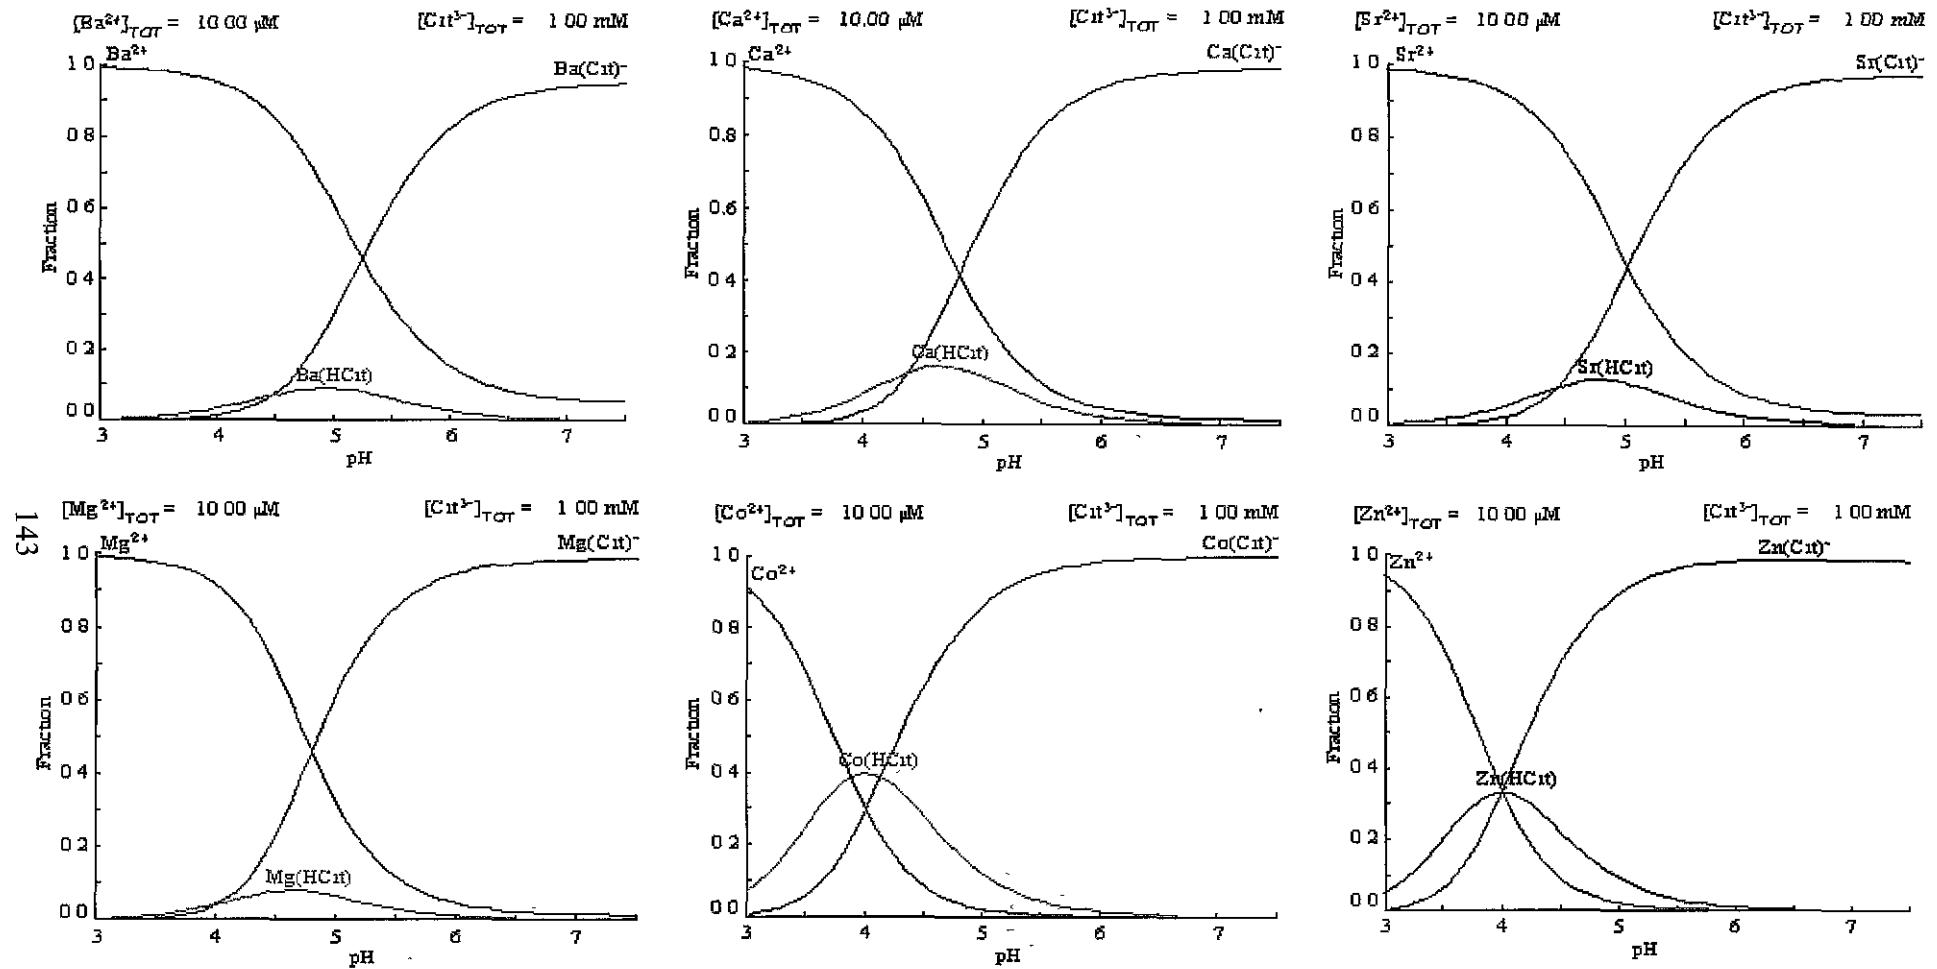 [Ba²⁺]TOT = 10 00 µM [Cit³⁻]TOT = 1 00 mM
Ba²⁺
Ba(Cit)⁻
Ba(HCit)
Fraction
1 0
0 8
0 6
0 4
0 2
0 0
3 4 5 6 7
pH
[Ca²⁺]TOT = 10.00 µM [Cit³⁻]TOT = 1 00 mM
Ca²⁺
Ca(Cit)⁻
Ca(HCit)
Fraction
1 0
0 8
0 6
0 4
0 2
0 0
3 4 5 6 7
pH
[Sr²⁺]TOT = 10 00 µM [Cit³⁻]TOT = 1 00 mM
Sr²⁺
Sr(Cit)⁻
Sr(HCit)
Fraction
1 0
0 8
0 6
0 4
0 2
0 0
3 4 5 6 7
pH
143
[Mg²⁺]TOT = 10 00 µM [Cit³⁻]TOT = 1 00 mM
Mg²⁺
Mg(Cit)⁻
Mg(HCit)
Fraction
1 0
0 8
0 6
0 4
0 2
0 0
3 4 5 6 7
pH
[Co²⁺]TOT = 10 00 µM [Cit³⁻]TOT = 1 00 mM
Co²⁺
Co(Cit)⁻
Co(HCit)
Fraction
1 0
0 8
0 6
0 4
0 2
0 0
3 4 5 6 7
pH
[Zn²⁺]TOT = 10 00 µM [Cit³⁻]TOT = 1 00 mM
Zn²⁺
Zn(Cit)⁻
Zn(HCit)
Fraction
1 0
0 8
0 6
0 4
0 2
0 0
3 4 5 6 7
pH